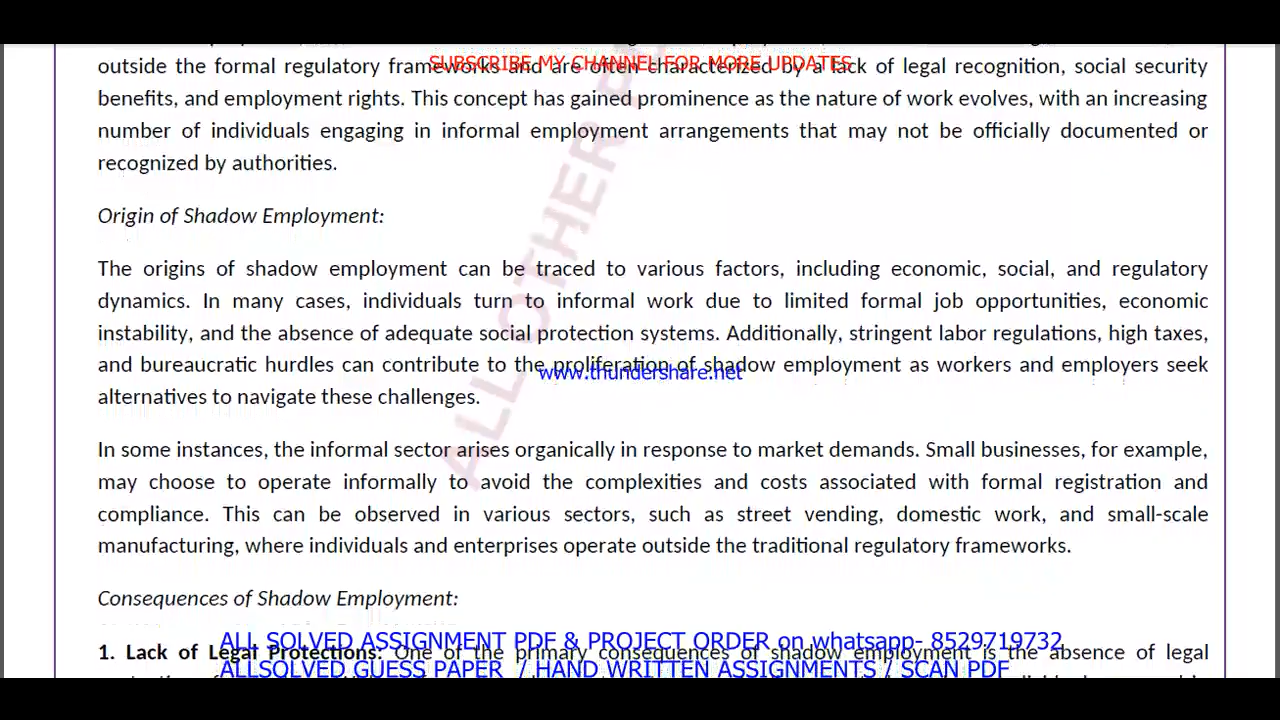 SUBSCRIBE MY CHANNEL FOR MORE UPDATES
outside the formal regulatory frameworks and are often characterized by a lack of legal recognition, social security
benefits, and employment rights. This concept has gained prominence as the nature of work evolves, with an increasing
number of individuals engaging in informal employment arrangements that may not be officially documented or
recognized by authorities.
Origin of Shadow Employment:
The origins of shadow employment can be traced to various factors, including economic, social, and regulatory
dynamics. In many cases, individuals turn to informal work due to limited formal job opportunities, economic
instability, and the absence of adequate social protection systems. Additionally, stringent labor regulations, high taxes,
and bureaucratic hurdles can contribute to the proliferation of shadow employment as workers and employers seek
www.thundershare.net
alternatives to navigate these challenges.
In some instances, the informal sector arises organically in response to market demands. Small businesses, for example,
may choose to operate informally to avoid the complexities and costs associated with formal registration and
compliance. This can be observed in various sectors, such as street vending, domestic work, and small-scale
manufacturing, where individuals and enterprises operate outside the traditional regulatory frameworks.
Consequences of Shadow Employment:
ALL SOLVED ASSIGNMENT PDF & PROJECT ORDER on whatsapp- 8529719732
1. Lack of Legal Protections: One of the primary consequences of shadow employment is the absence of legal
ALLSOLVED GUESS PAPER / HAND WRITTEN ASSIGNMENTS / SCAN PDF
ALL OTHER